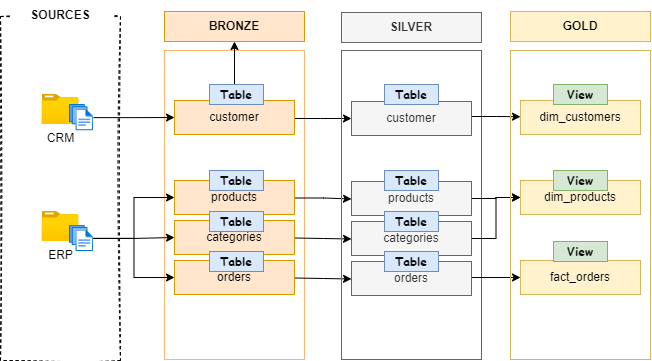 SOURCES
BRONZE
SILVER
GOLD
Table
customer
Table
customer
View
dim_customers
CRM
Table
products
Table
products
View
dim_products
Table
categories
Table
categories
ERP
Table
orders
Table
orders
View
fact_orders